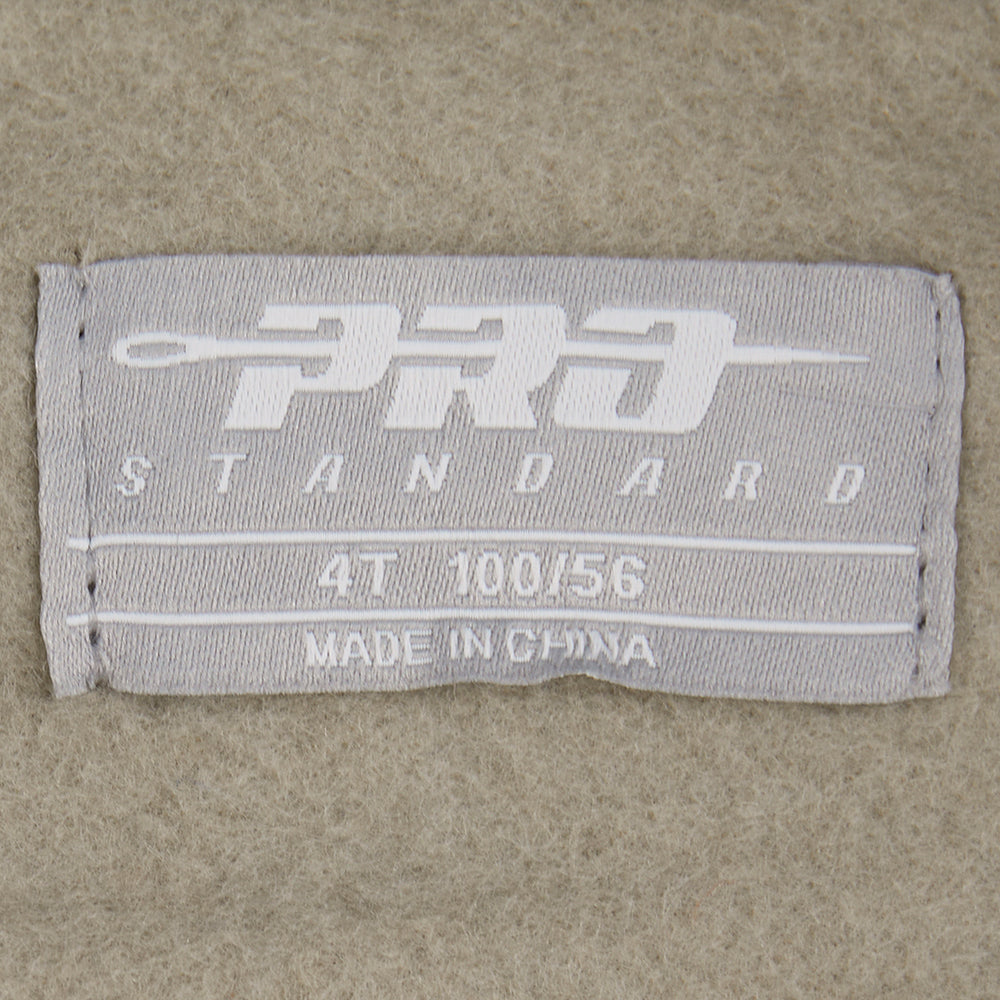 PRO
STANDARD
4T 100/56
MADE IN CHINA